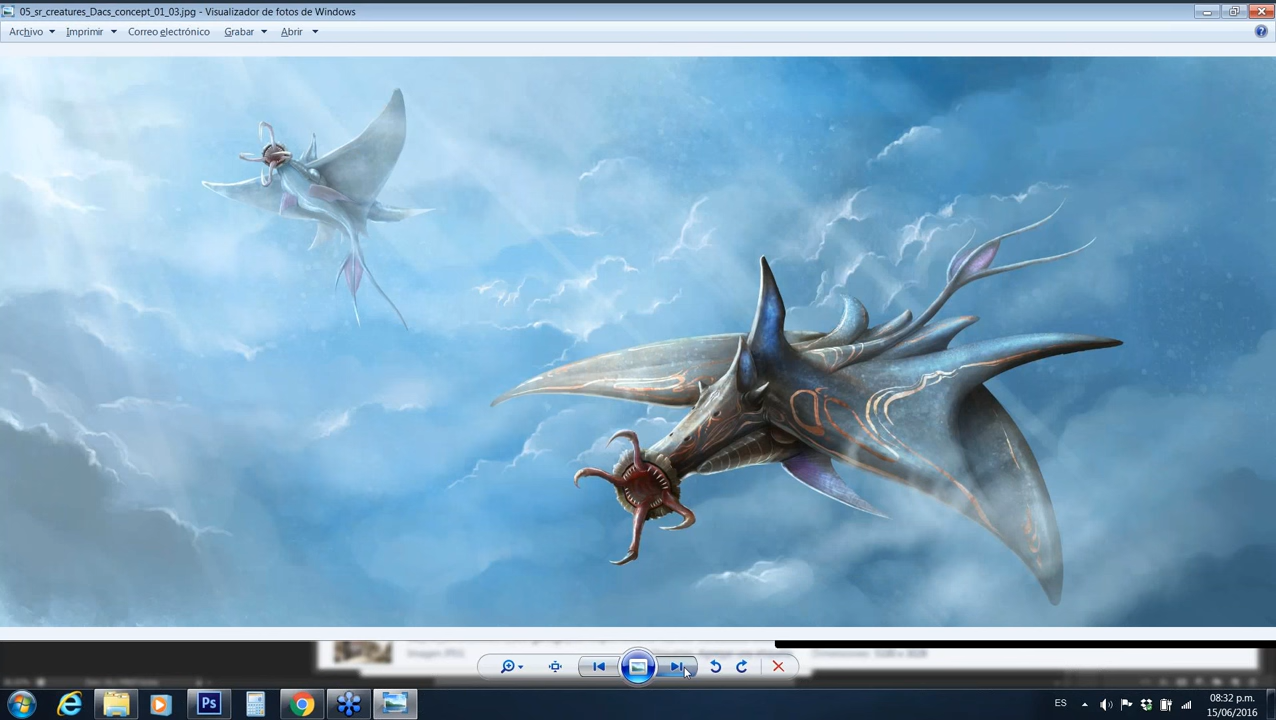 05_sr_creatures_Dacs_concept_01_03.jpg - Visualizador de fotos de Windows
Archivo Imprimir Correo electrónico Grabar Abrir
Ps
ES
08:32 p.m.
15/06/2016